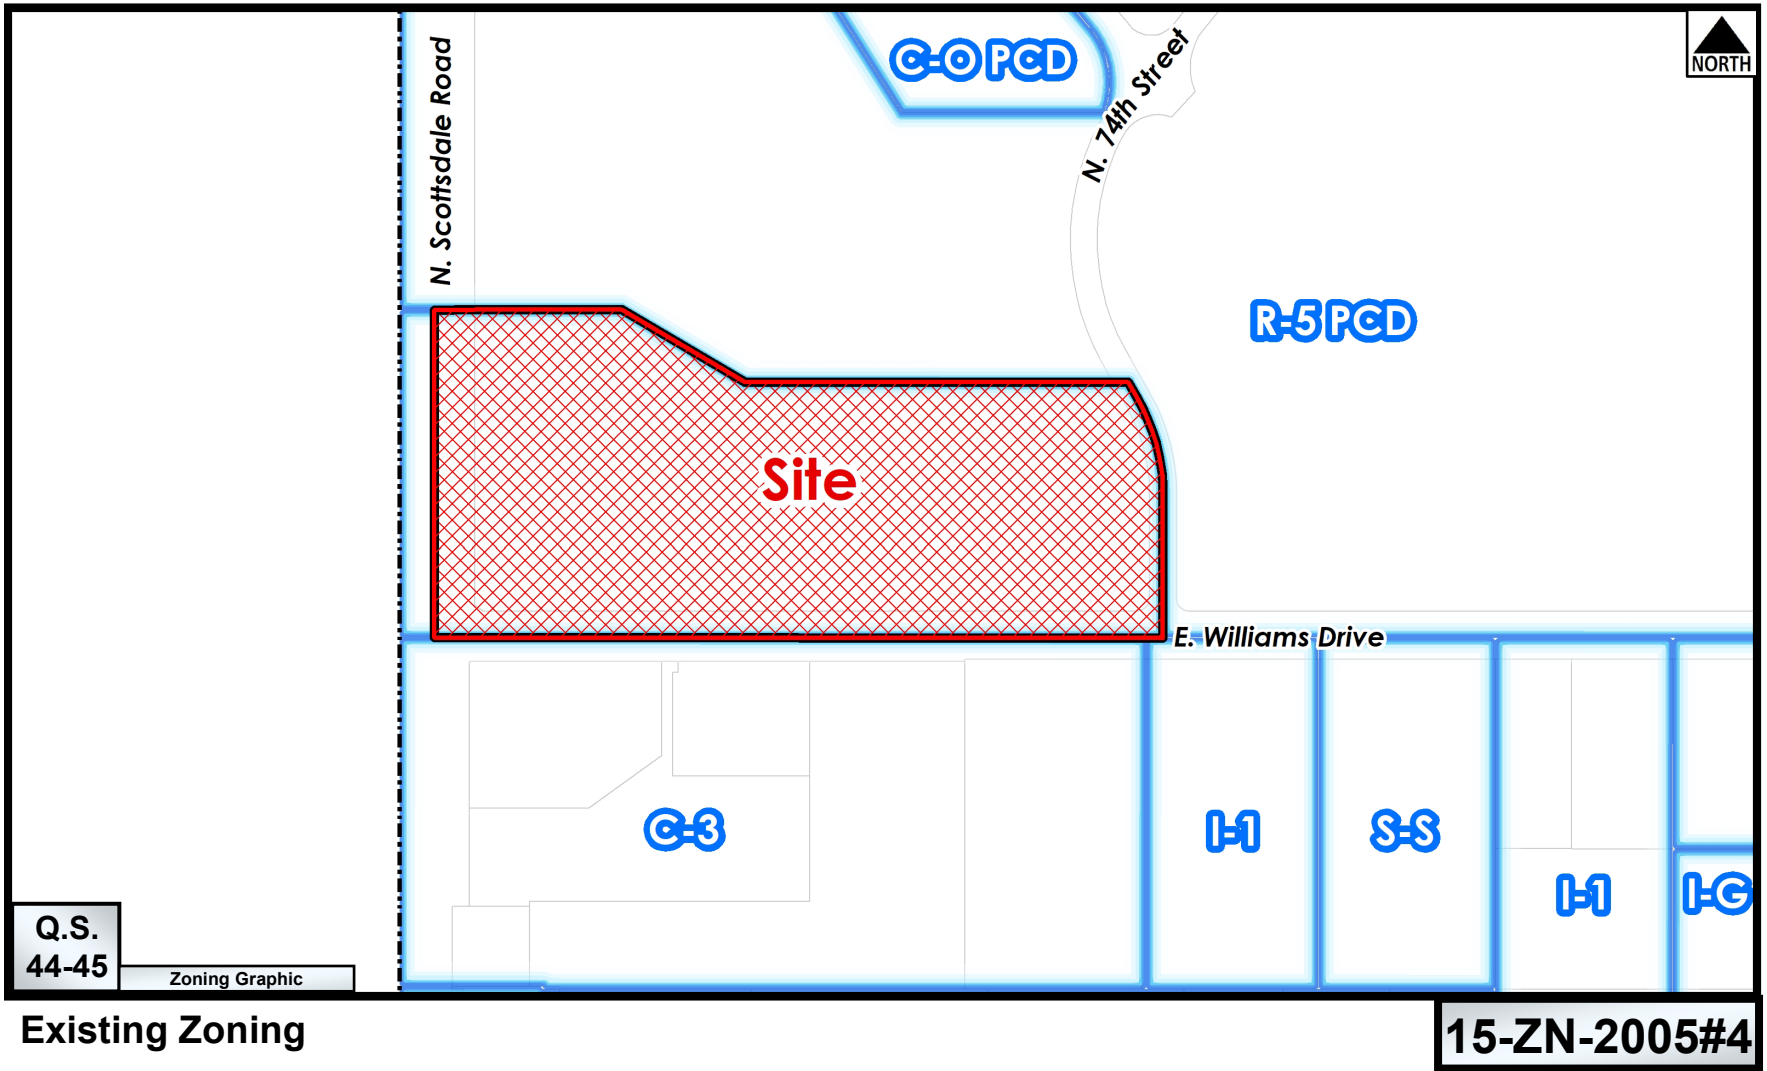 C-O PCD
NORTH
N. Scottsdale Road
N. 74th Street
R-5 PCD
Site
E. Williams Drive
C-3
I-1
S-S
I-1
I-G
Q.S.
44-45
Zoning Graphic
Existing Zoning
15-ZN-2005#4